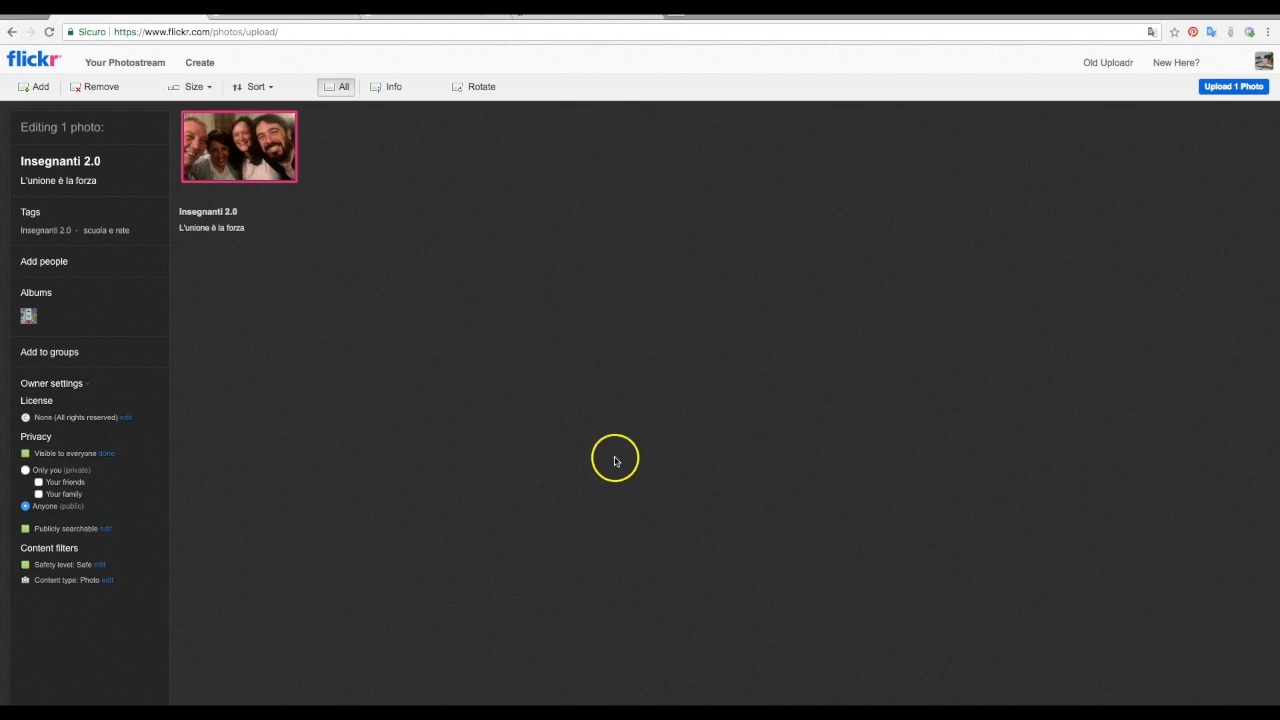 Sicuro https://www.flickr.com/photos/upload/
flickr Your Photostream Create Old Uploadr New Here?
Add Remove Size Sort All Info Rotate Upload 1 Photo
Editing 1 photo:
Insegnanti 2.0
L'unione è la forza
Tags
Insegnanti 2.0 · scuola e rete
Add people
Albums
Add to groups
Owner settings
License
None (All rights reserved) edit
Privacy
Visible to everyone done
Only you (private)
Your friends
Your family
Anyone (public)
Publicly searchable edit
Content filters
Safety level: Safe edit
Content type: Photo edit
Insegnanti 2.0
L'unione è la forza